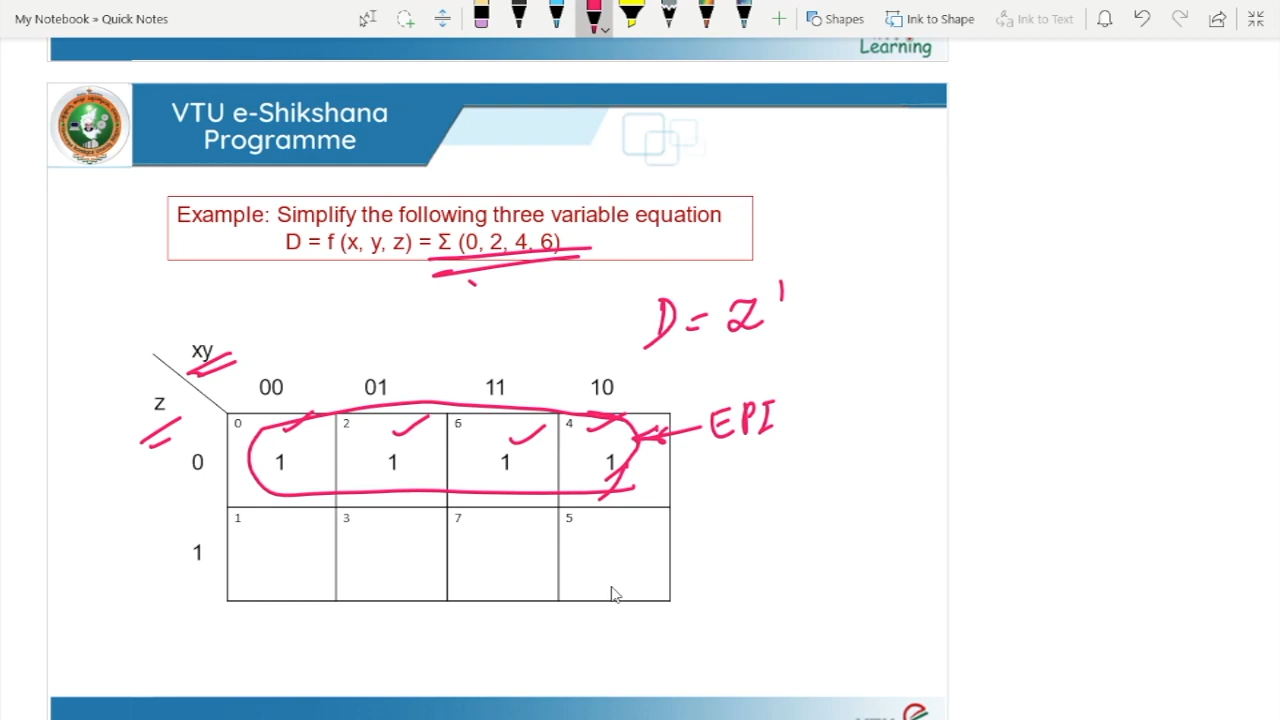 My Notebook » Quick Notes
Shapes
Ink to Shape
Ink to Text
Learning
VTU e-Shikshana
Programme
Example: Simplify the following three variable equation
D = f (x, y, z) = Σ (0, 2, 4, 6)
D = Z'
xy
z
00 01 11 10
0 2 6 4
EPI
0 1 1 1 1
1 3 7 5
1